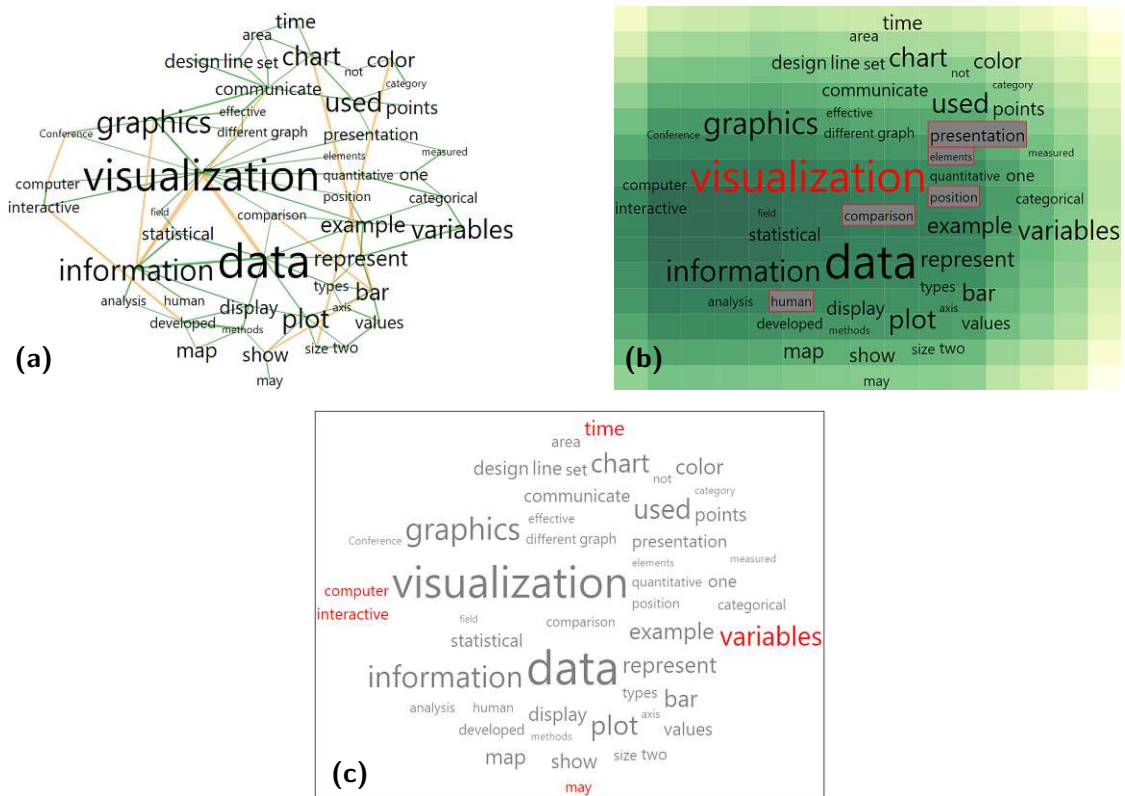 time
area
design line set chart not color
communicate category
effective used points
graphics
Conference different graph presentation
elements measured
visualization quantitative one
computer
interactive position categorical
field comparison
statistical example variables
information data represent
types bar
analysis human display axis
developed methods plot values
map show size two
may
(a)
time
area
design line set chart not color
communicate category
effective used points
graphics
Conference different graph presentation
elements measured
visualization quantitative one
computer
interactive position categorical
field comparison
statistical example variables
information data represent
types bar
analysis human display axis
developed methods plot values
map show size two
may
(b)
time
area
design line set chart not color
communicate category
effective used points
graphics
Conference different graph presentation
elements measured
visualization quantitative one
computer
interactive position categorical
field comparison
statistical example variables
information data represent
types bar
analysis human display axis
developed methods plot values
map show size two
may
(c)